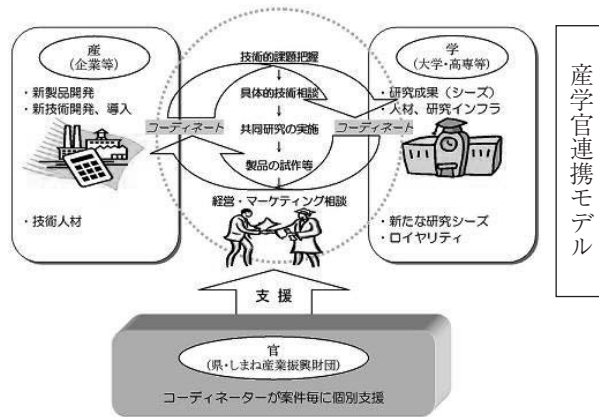 産
(企業等)
・新製品開発
・新技術開発、導入
・技術人材
技術的課題把握
具体的技術相談
コーディネート
コーディネート
共同研究の実施
製品の試作等
経営・マーケティング相談
学
(大学・高専等)
・研究成果(シーズ)
・人材、研究インフラ
・新たな研究シーズ
・ロイヤリティ
支援
官
(県・しまね産業振興財団)
コーディネーターが案件毎に個別支援
産学官連携モデル